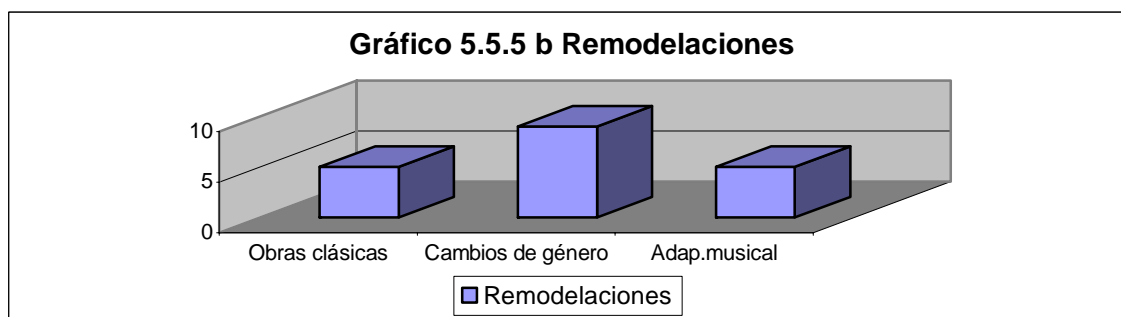 Gráfico 5.5.5 b Remodelaciones
10
5
0
Obras clásicas Cambios de género Adap.musical
Remodelaciones